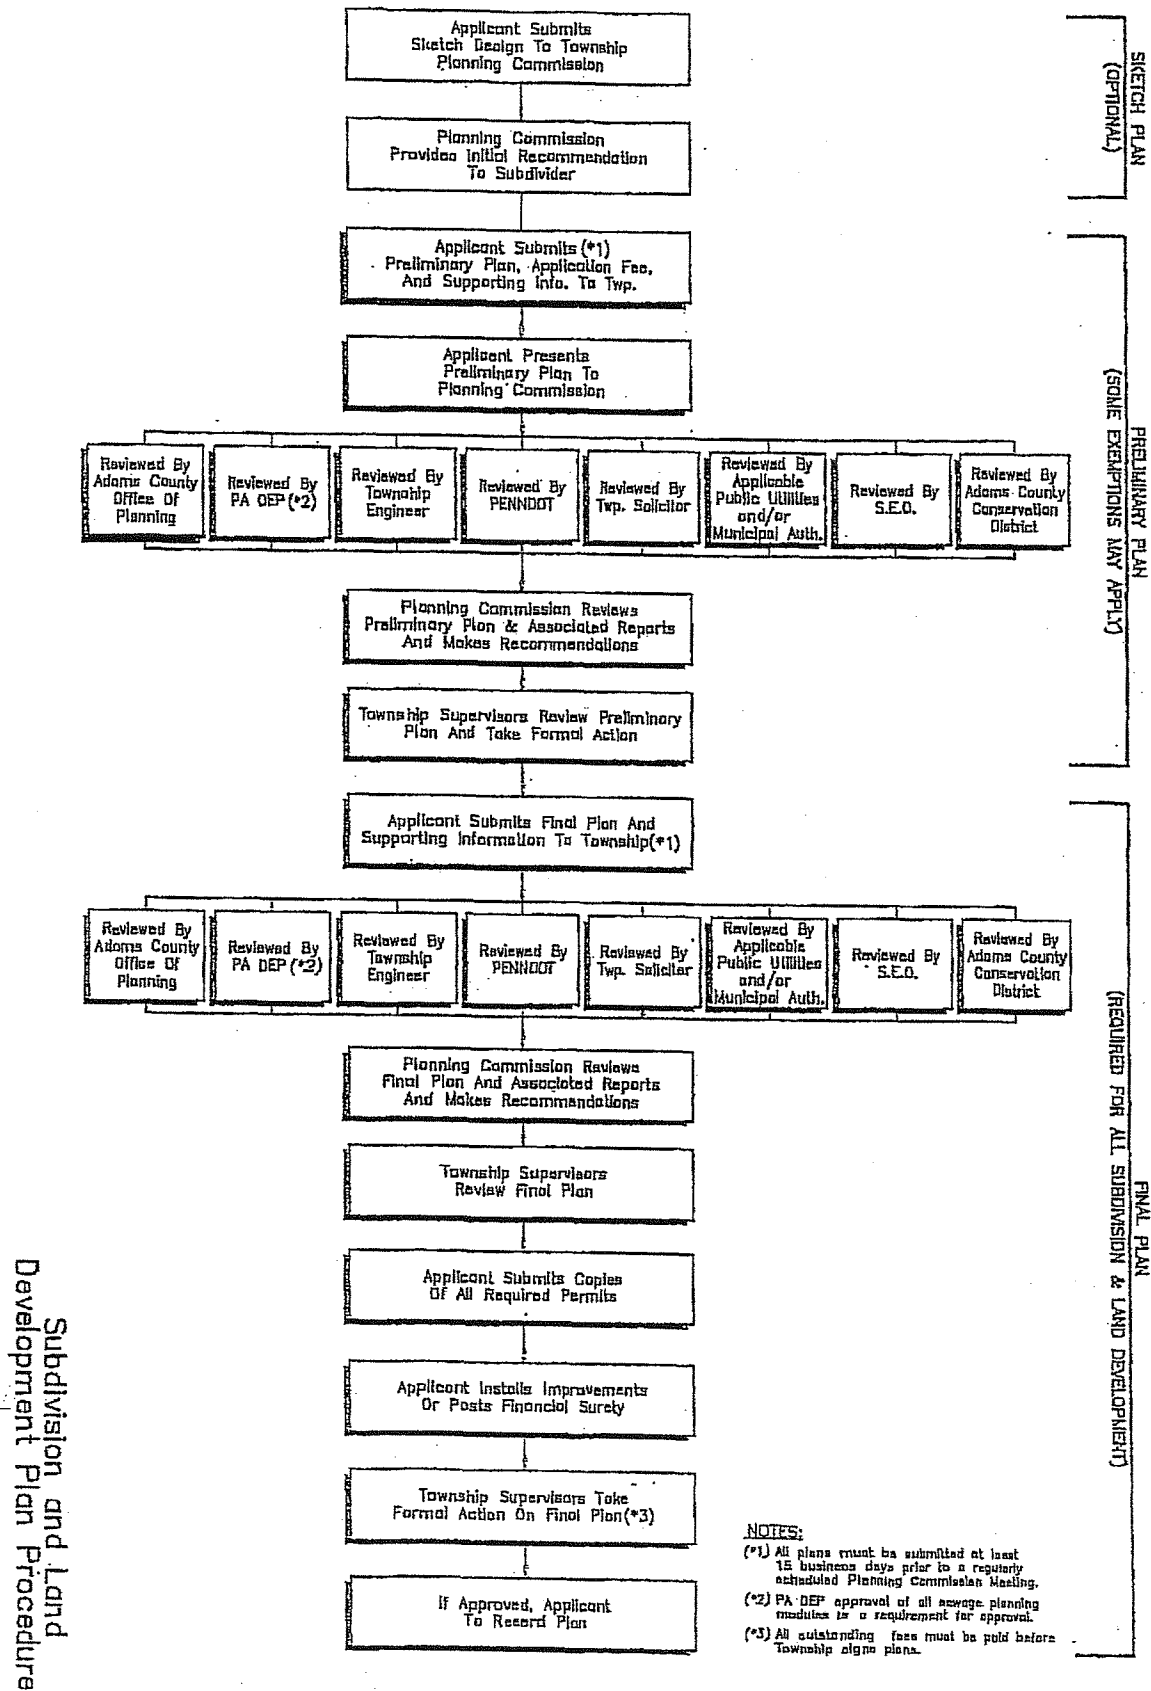 Applicant Submits
Sketch Design To Township
Planning Commission
Planning Commission
Provides Initial Recommendation
To Subdivider
SKETCH PLAN
(OPTIONAL)
Applicant Submits (*1)
Preliminary Plan, Application Fee,
And Supporting Info. To Twp.
Applicant Presents
Preliminary Plan To
Planning Commission
Reviewed By
Adams County
Office Of
Planning
Reviewed By
PA DEP (*2)
Reviewed By
Township
Engineer
Reviewed By
PENNDOT
Reviewed By
Twp. Solicitor
Reviewed By
Applicable
Public Utilities
and/or
Municipal Auth.
Reviewed By
S.E.O.
Reviewed By
Adams County
Conservation
District
Planning Commission Reviews
Preliminary Plan & Associated Reports
And Makes Recommendations
Township Supervisors Review Preliminary
Plan And Take Formal Action
PRELIMINARY PLAN
(SOME EXEMPTIONS MAY APPLY)
Applicant Submits Final Plan And
Supporting Information To Township(*1)
Reviewed By
Adams County
Office Of
Planning
Reviewed By
PA DEP (*2)
Reviewed By
Township
Engineer
Reviewed By
PENNDOT
Reviewed By
Twp. Solicitor
Reviewed By
Applicable
Public Utilities
and/or
Municipal Auth.
Reviewed By
S.E.O.
Reviewed By
Adams County
Conservation
District
Planning Commission Reviews
Final Plan And Associated Reports
And Makes Recommendations
Township Supervisors
Review Final Plan
Applicant Submits Copies
Of All Required Permits
Applicant Installs Improvements
Or Posts Financial Surety
Township Supervisors Take
Formal Action On Final Plan(*3)
If Approved, Applicant
To Record Plan
FINAL PLAN
(REQUIRED FOR ALL SUBDIVISION & LAND DEVELOPMENT)
NOTES:
(*1) All plans must be submitted at least
15 business days prior to a regularly
scheduled Planning Commission Meeting.
(*2) PA DEP approval of all sewage planning
modules is a requirement for approval.
(*3) All outstanding fees must be paid before
Township signs plans.
Subdivision and Land
Development Plan Procedure